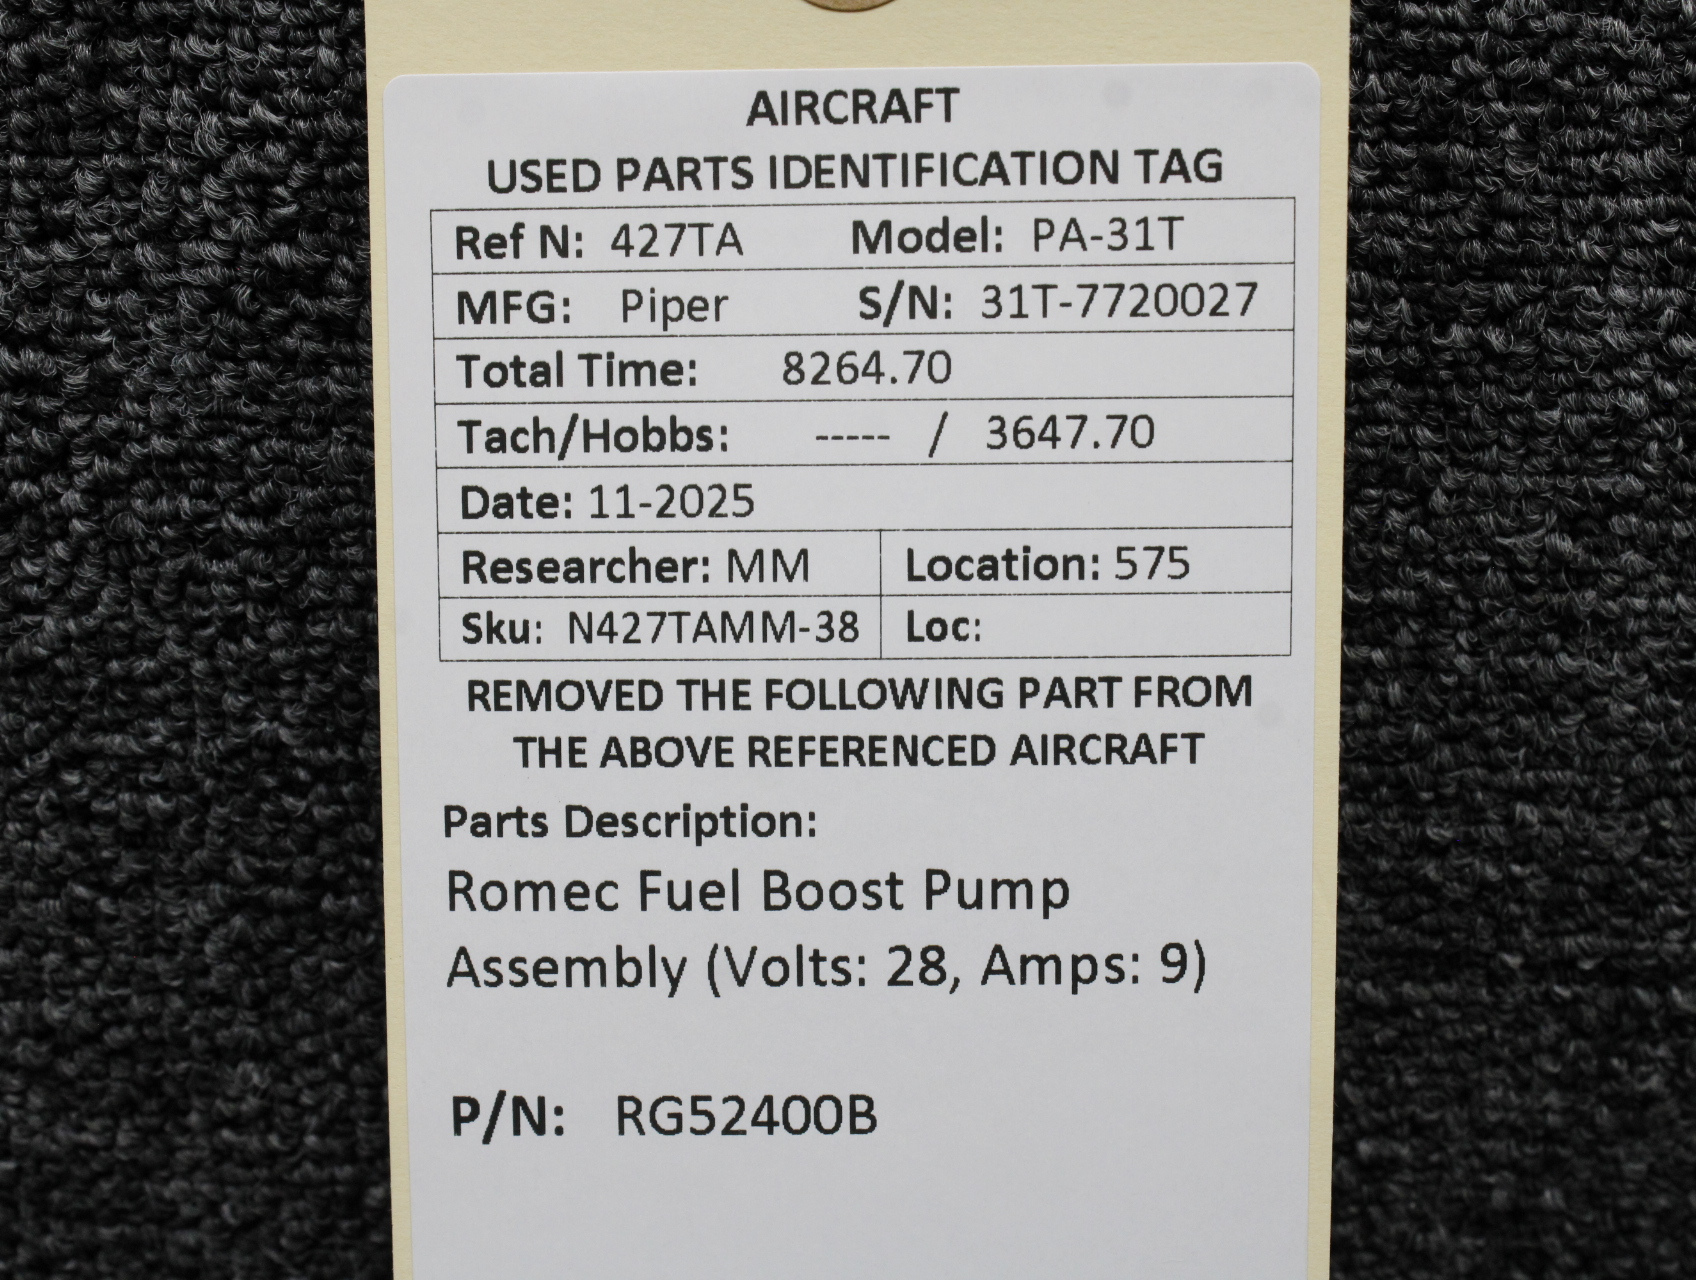 AIRCRAFT
USED PARTS IDENTIFICATION TAG
Ref N: 427TA Model: PA-31T
MFG: Piper S/N: 31T-7720027
Total Time: 8264.70
Tach/Hobbs: ----- / 3647.70
Date: 11-2025
Researcher: MM Location: 575
Sku: N427TAMM-38 Loc:
REMOVED THE FOLLOWING PART FROM
THE ABOVE REFERENCED AIRCRAFT
Parts Description:
Romec Fuel Boost Pump
Assembly (Volts: 28, Amps: 9)
P/N: RG52400B